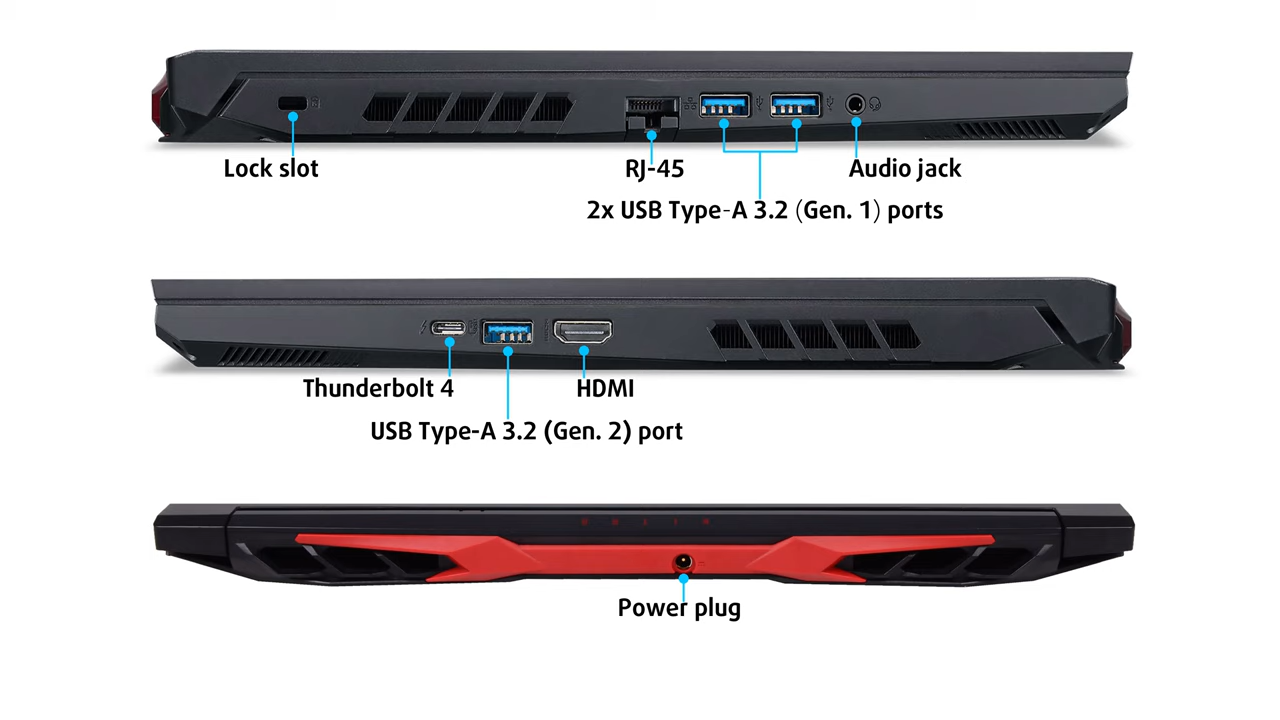 Lock slot
RJ-45
Audio jack
2x USB Type-A 3.2 (Gen. 1) ports
Thunderbolt 4
HDMI
USB Type-A 3.2 (Gen. 2) port
Power plug